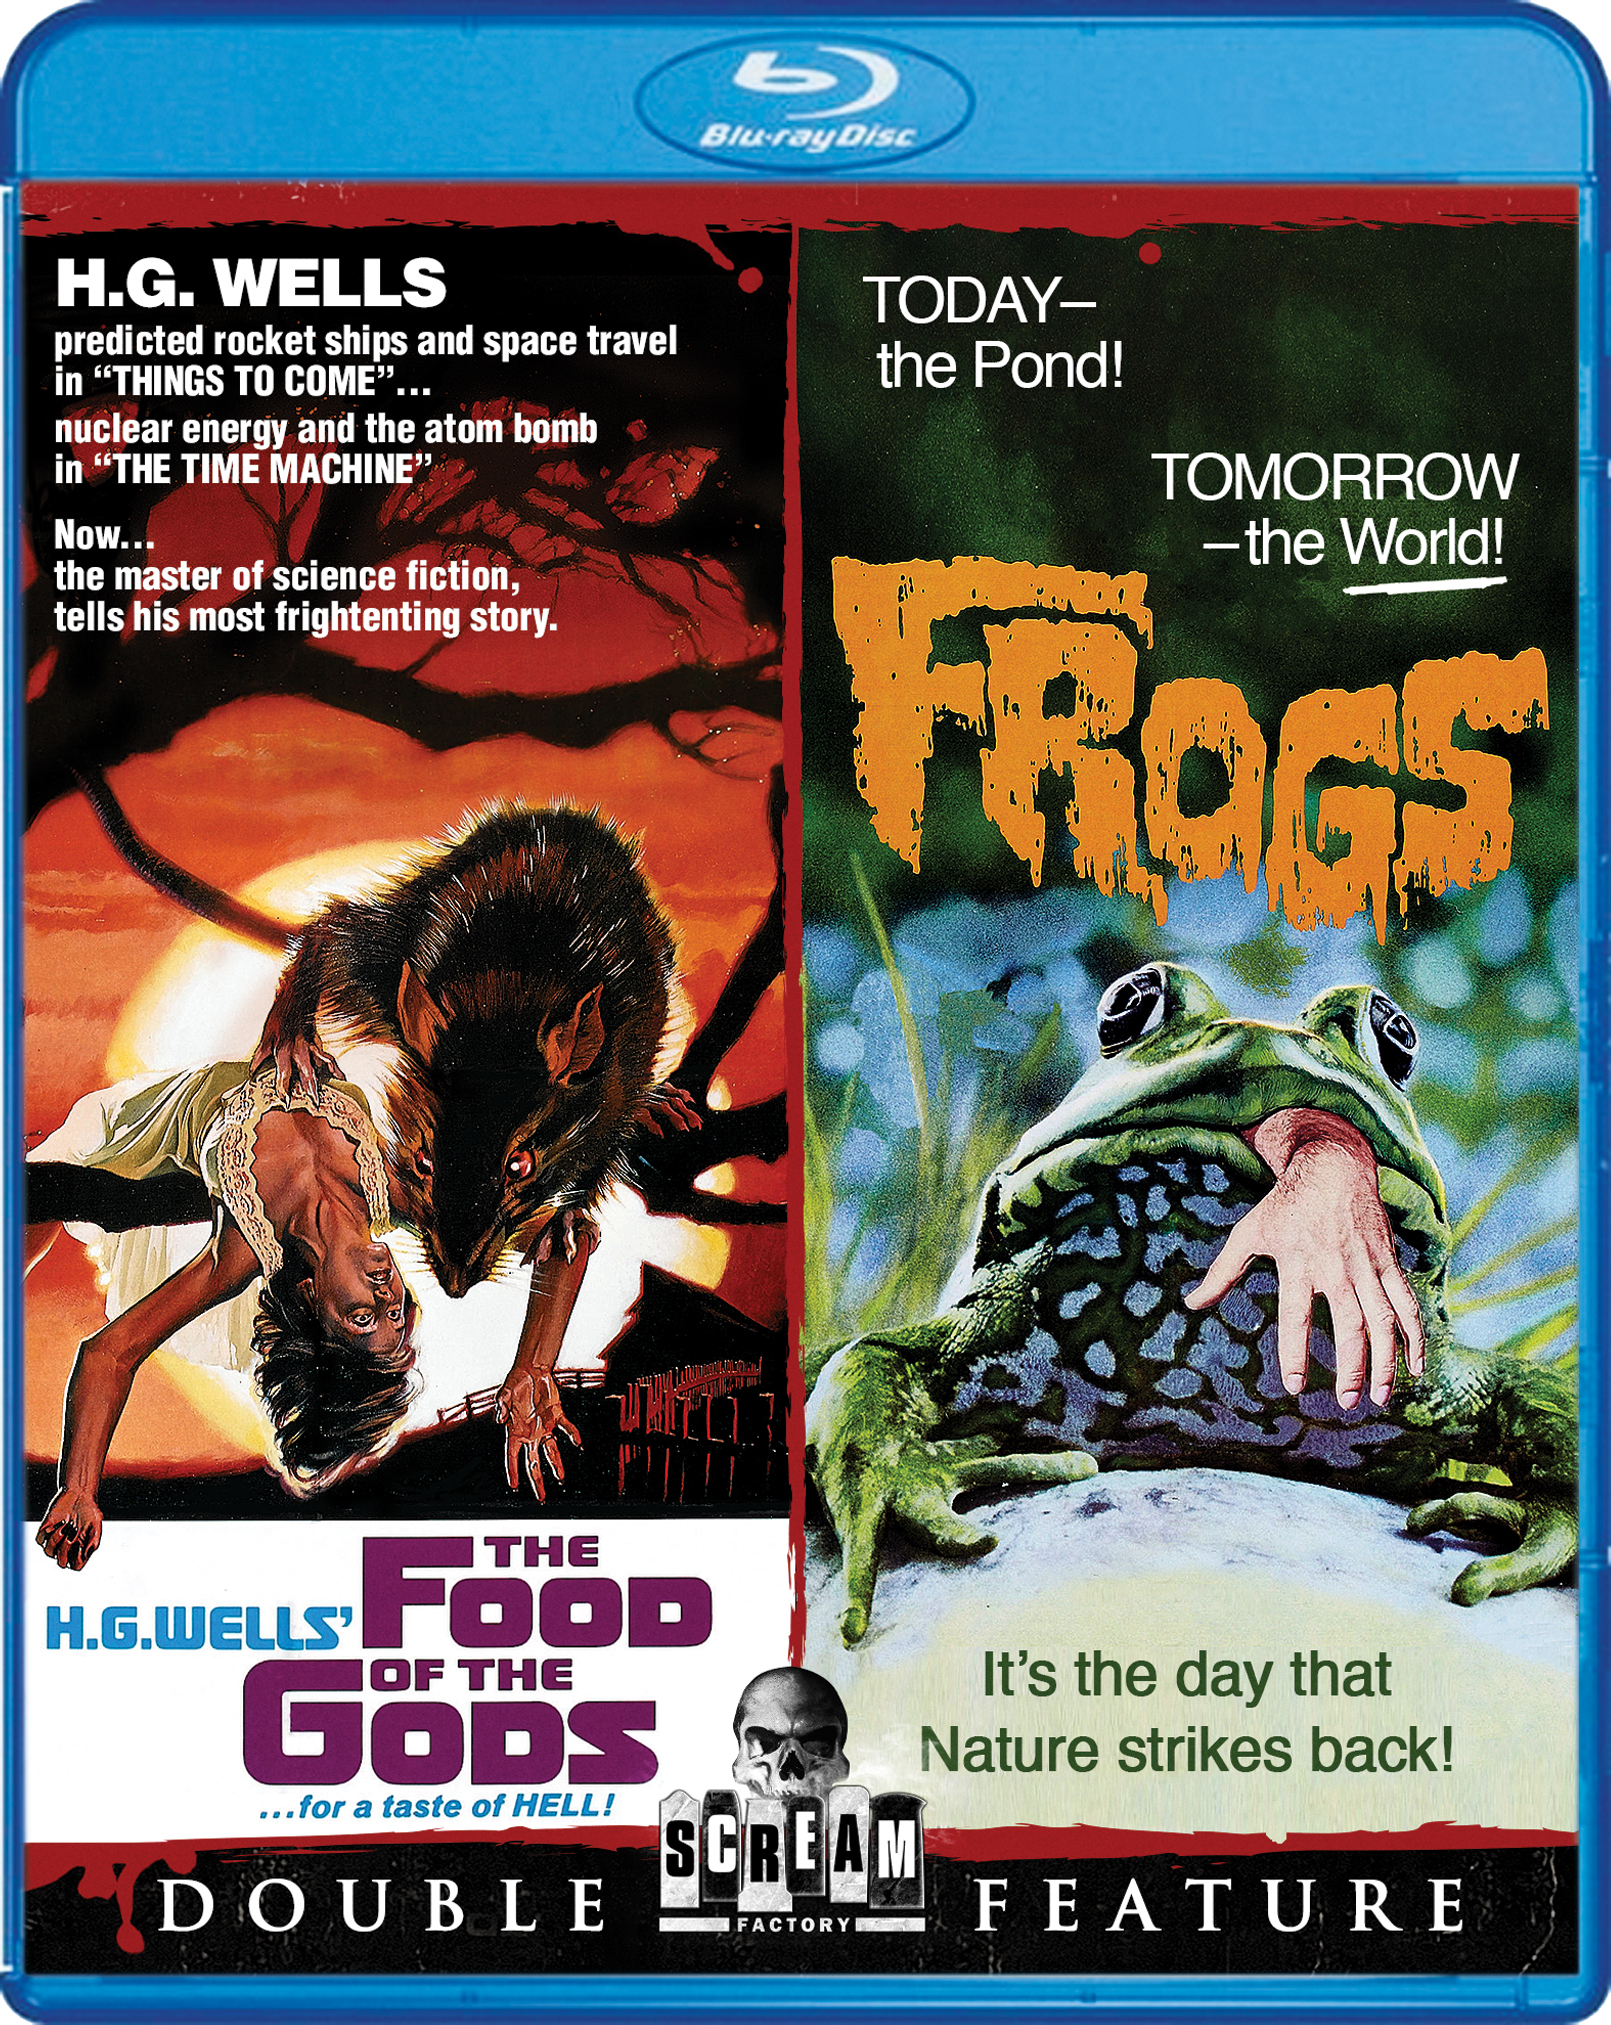 Blu-ray Disc
H.G. WELLS
predicted rocket ships and space travel
in “THINGS TO COME”...
nuclear energy and the atom bomb
in “THE TIME MACHINE”
Now...
the master of science fiction,
tells his most frightenting story.
H.G.WELLS’
THE
FOOD
OF THE
GODS
...for a taste of HELL!
TODAY–
the Pond!
TOMORROW
–the World!
FROGS
It’s the day that
Nature strikes back!
DOUBLE
SCREAM
FACTORY
FEATURE